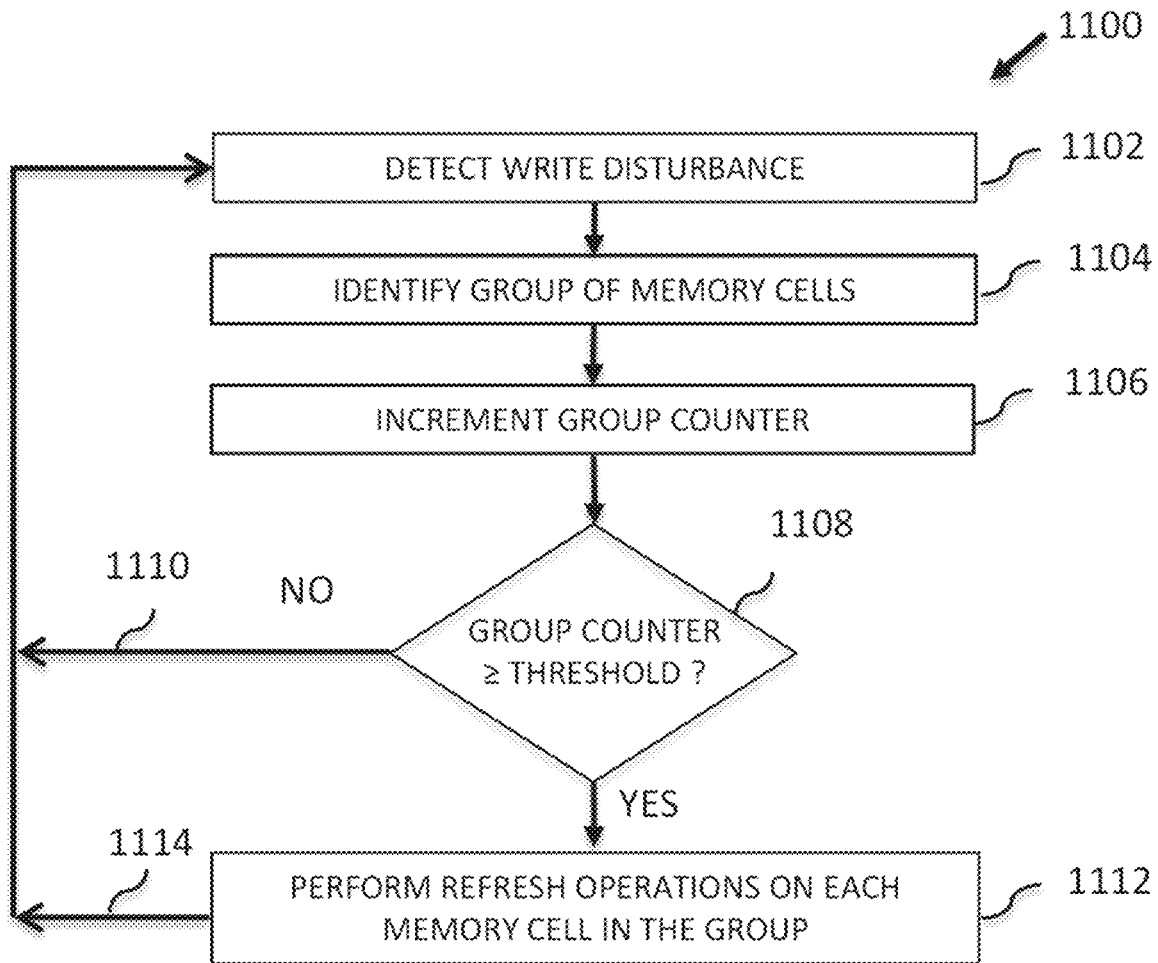 1100
DETECT WRITE DISTURBANCE
1102
IDENTIFY GROUP OF MEMORY CELLS
1104
INCREMENT GROUP COUNTER
1106
1108
1110
NO
GROUP COUNTER
≥ THRESHOLD ?
YES
1114
PERFORM REFRESH OPERATIONS ON EACH
MEMORY CELL IN THE GROUP
1112